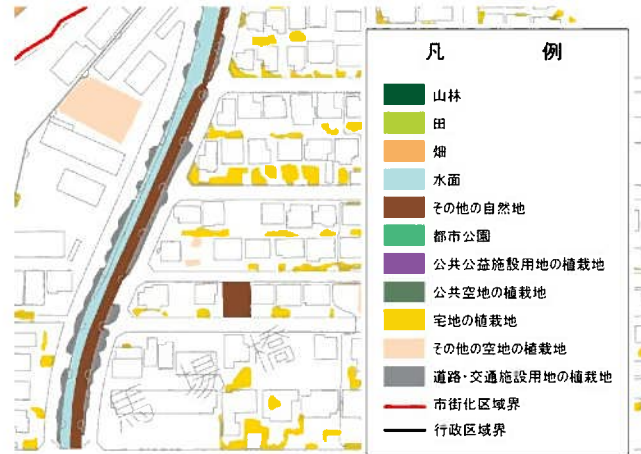 凡 例
山林
田
畑
水面
その他の自然地
都市公園
公共公益施設用地の植栽地
公共空地の植栽地
宅地の植栽地
その他の空地の植栽地
道路・交通施設用地の植栽地
市街化区域界
行政区域界
馬場橋